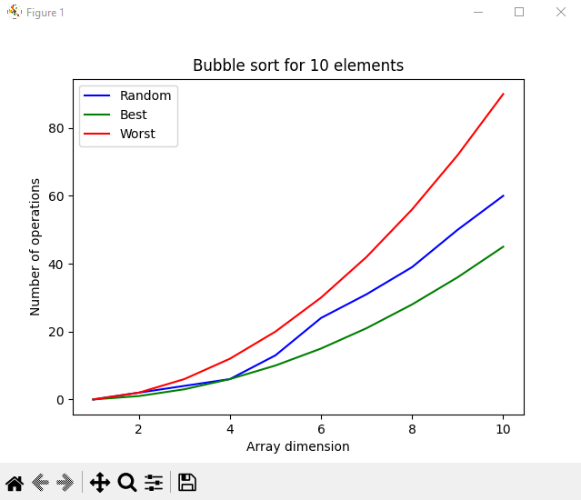 Figure 1
Bubble sort for 10 elements
Random
Best
Worst
80
60
40
20
0
Number of operations
2 4 6 8 10
Array dimension